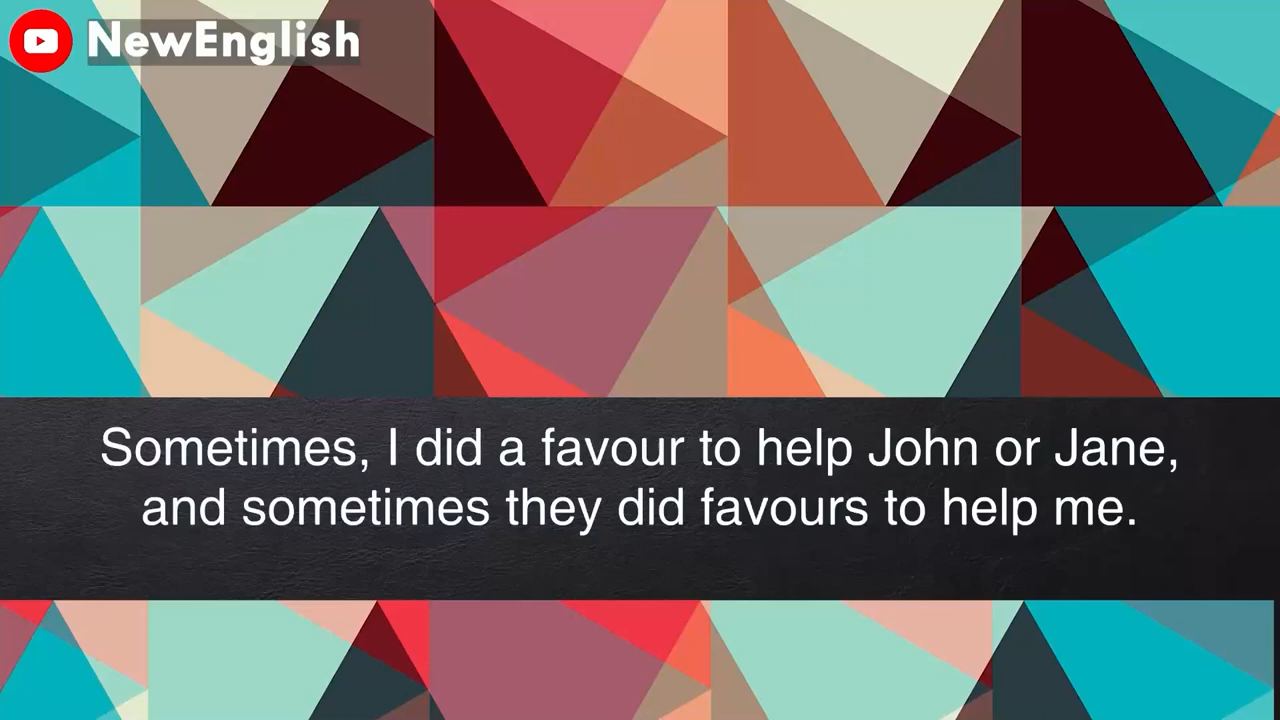 NewEnglish
Sometimes, I did a favour to help John or Jane,
and sometimes they did favours to help me.